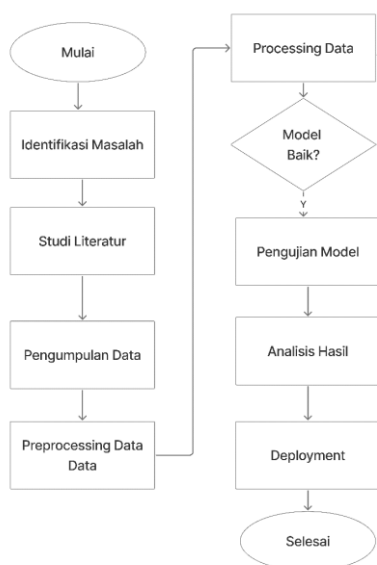 Mulai
Identifikasi Masalah
Studi Literatur
Pengumpulan Data
Preprocessing Data
Data
Processing Data
Model
Baik?
Y
Pengujian Model
Analisis Hasil
Deployment
Selesai